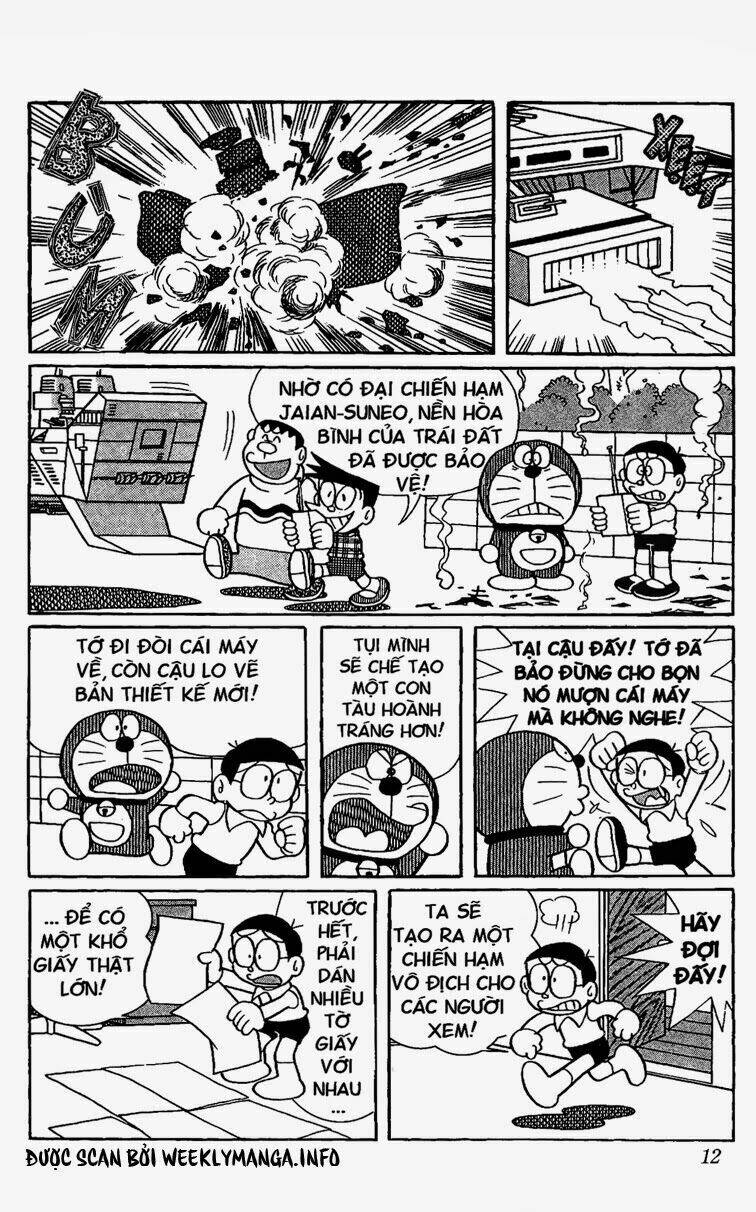 BÙM
NHỜ CÓ ĐẠI CHIẾN HẠM
JAIAN-SUNEO, NỀN HÒA
BÌNH CỦA TRÁI ĐẤT
ĐÃ ĐƯỢC BẢO
VỆ!
TẠI CẬU ĐẤY! TỚ ĐÃ
BẢO ĐỪNG CHO BỌN
NÓ MƯỢN CÁI MÁY
MÀ KHÔNG NGHE!
TỤI MÌNH
SẼ CHẾ TẠO
MỘT CON
TÀU HOÀNH
TRÁNG HƠN!
TỚ ĐI ĐÒI CÁI MÁY
VỀ, CÒN CẬU LO VẼ
BẢN THIẾT KẾ MỚI!
HÃY
ĐỢI
ĐẤY!
TA SẼ
TẠO RA MỘT
CHIẾN HẠM
VÔ ĐỊCH CHO
CÁC NGƯỜI
XEM!
TRƯỚC
HẾT,
PHẢI
DÁN
NHIỀU
TỜ
GIẤY
VỚI
NHAU
...
... ĐỂ CÓ
MỘT KHỔ
GIẤY THẬT
LỚN!
ĐƯỢC SCAN BỞI WEEKLYMANGA.INFO
12